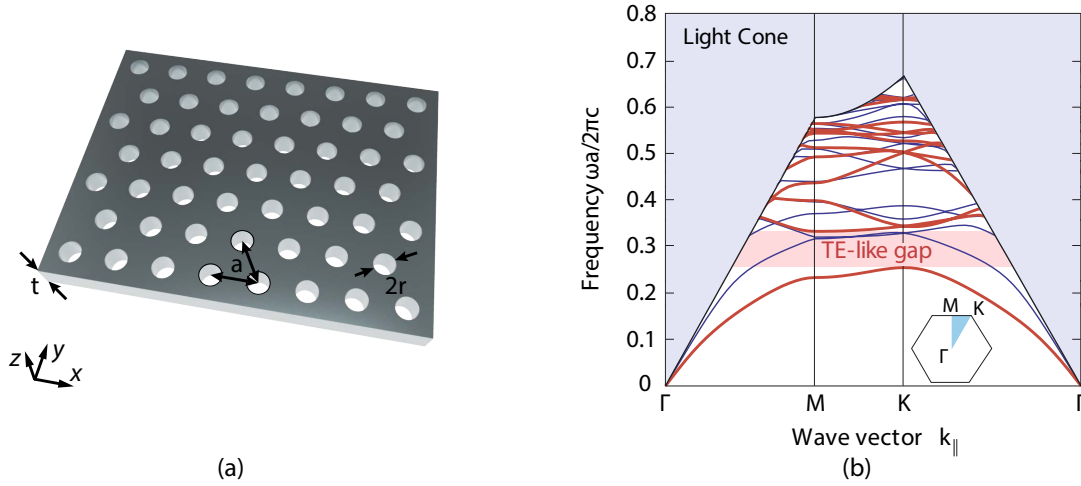 a
2r
t
z
y
x
(a)
0.8
0.7
0.6
0.5
0.4
0.3
0.2
0.1
0
Frequency ωa/2πc
Light Cone
TE-like gap
M
K
Γ
Γ
M
K
Γ
Wave vector k∥
(b)